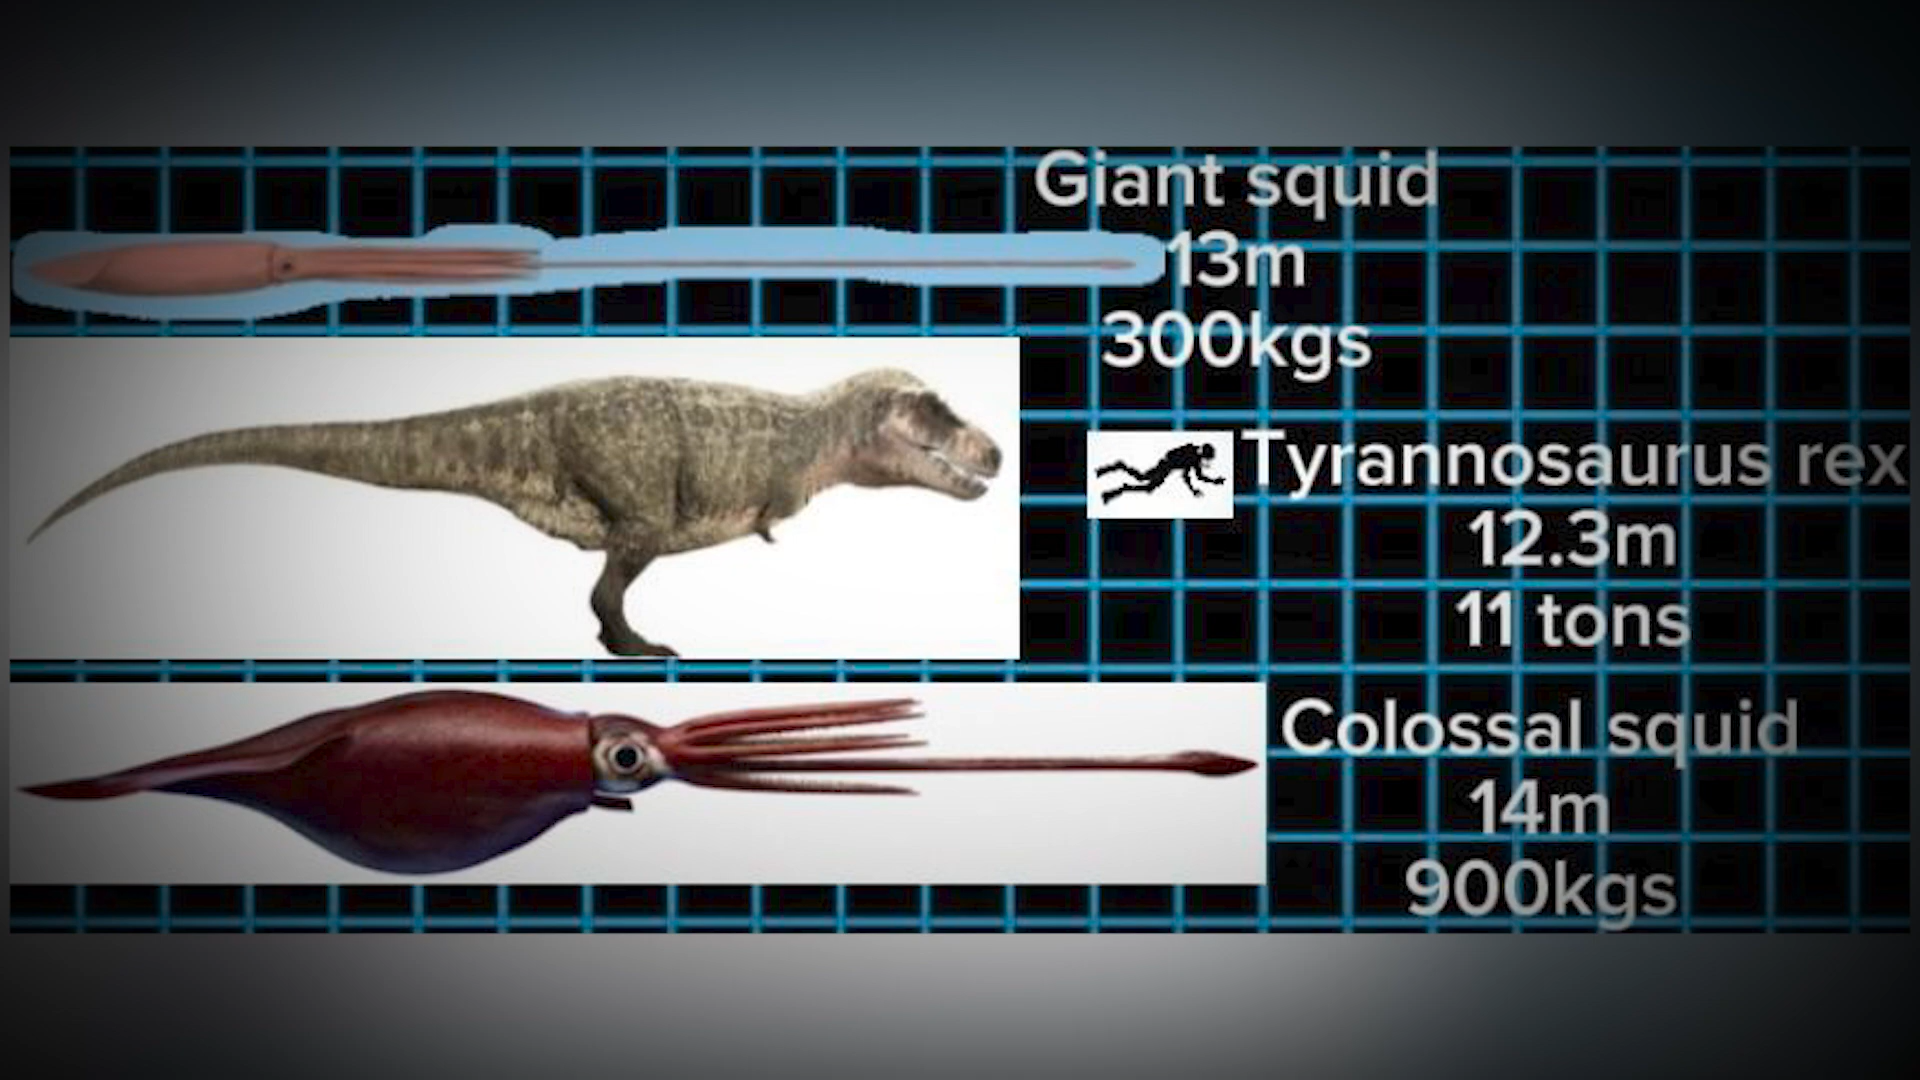 Giant squid
13m
300kgs
Tyrannosaurus rex
12.3m
11 tons
Colossal squid
14m
900kgs